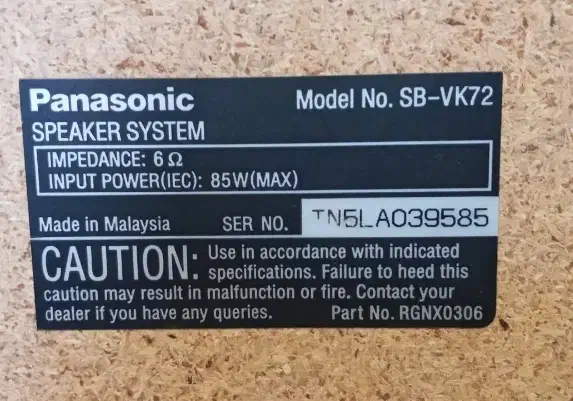 Panasonic Model No. SB-VK72
SPEAKER SYSTEM
IMPEDANCE: 6 Ω
INPUT POWER(IEC): 85W(MAX)
Made in Malaysia SER NO. TN5LA039585
CAUTION: Use in accordance with indicated
specifications. Failure to heed this
caution may result in malfunction or fire. Contact your
dealer if you have any queries. Part No. RGNX0306